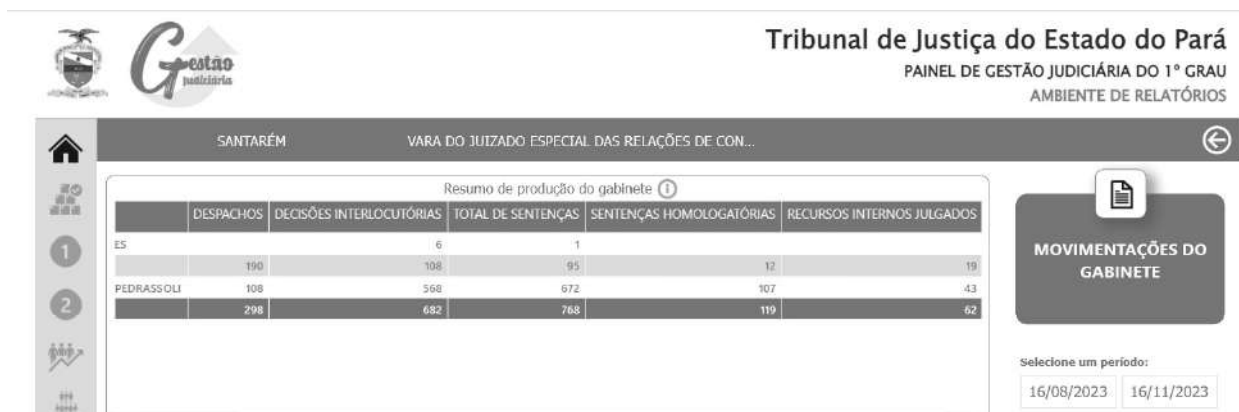 Gestão
judiciária
Tribunal de Justiça do Estado do Pará
PAINEL DE GESTÃO JUDICIÁRIA DO 1º GRAU
AMBIENTE DE RELATÓRIOS
SANTARÉM VARA DO JUIZADO ESPECIAL DAS RELAÇÕES DE CON...
Resumo de produção do gabinete
DESPACHOS DECISÕES INTERLOCUTÓRIAS TOTAL DE SENTENÇAS SENTENÇAS HOMOLOGATÓRIAS RECURSOS INTERNOS JULGADOS
ES 6 1
190 108 95 12 19
PEDRASSOLI 108 568 672 107 43
298 682 768 119 62
1
2
MOVIMENTAÇÕES DO
GABINETE
Selecione um período:
16/08/2023 16/11/2023